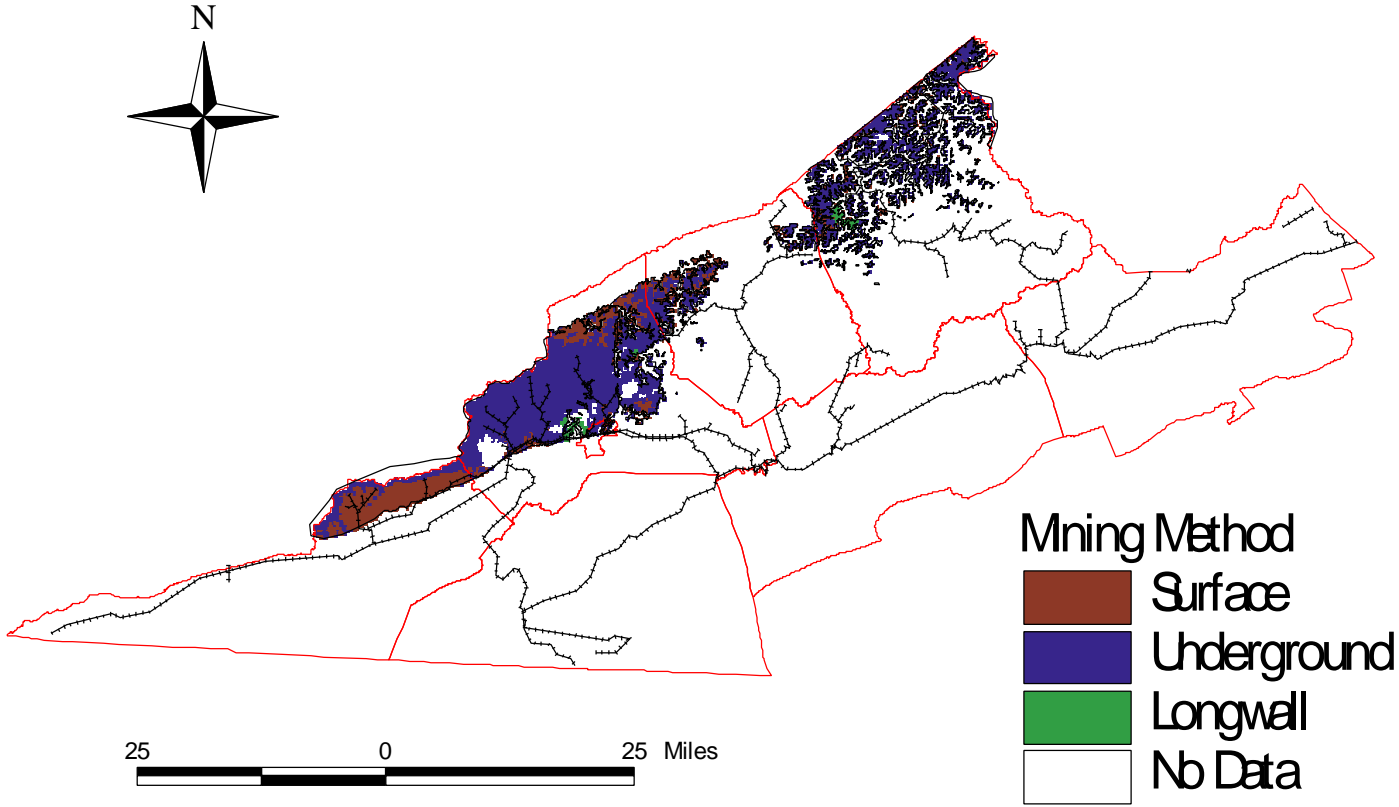 N
Mining Method
Surface
Underground
Longwall
No Data
25 0 25 Miles